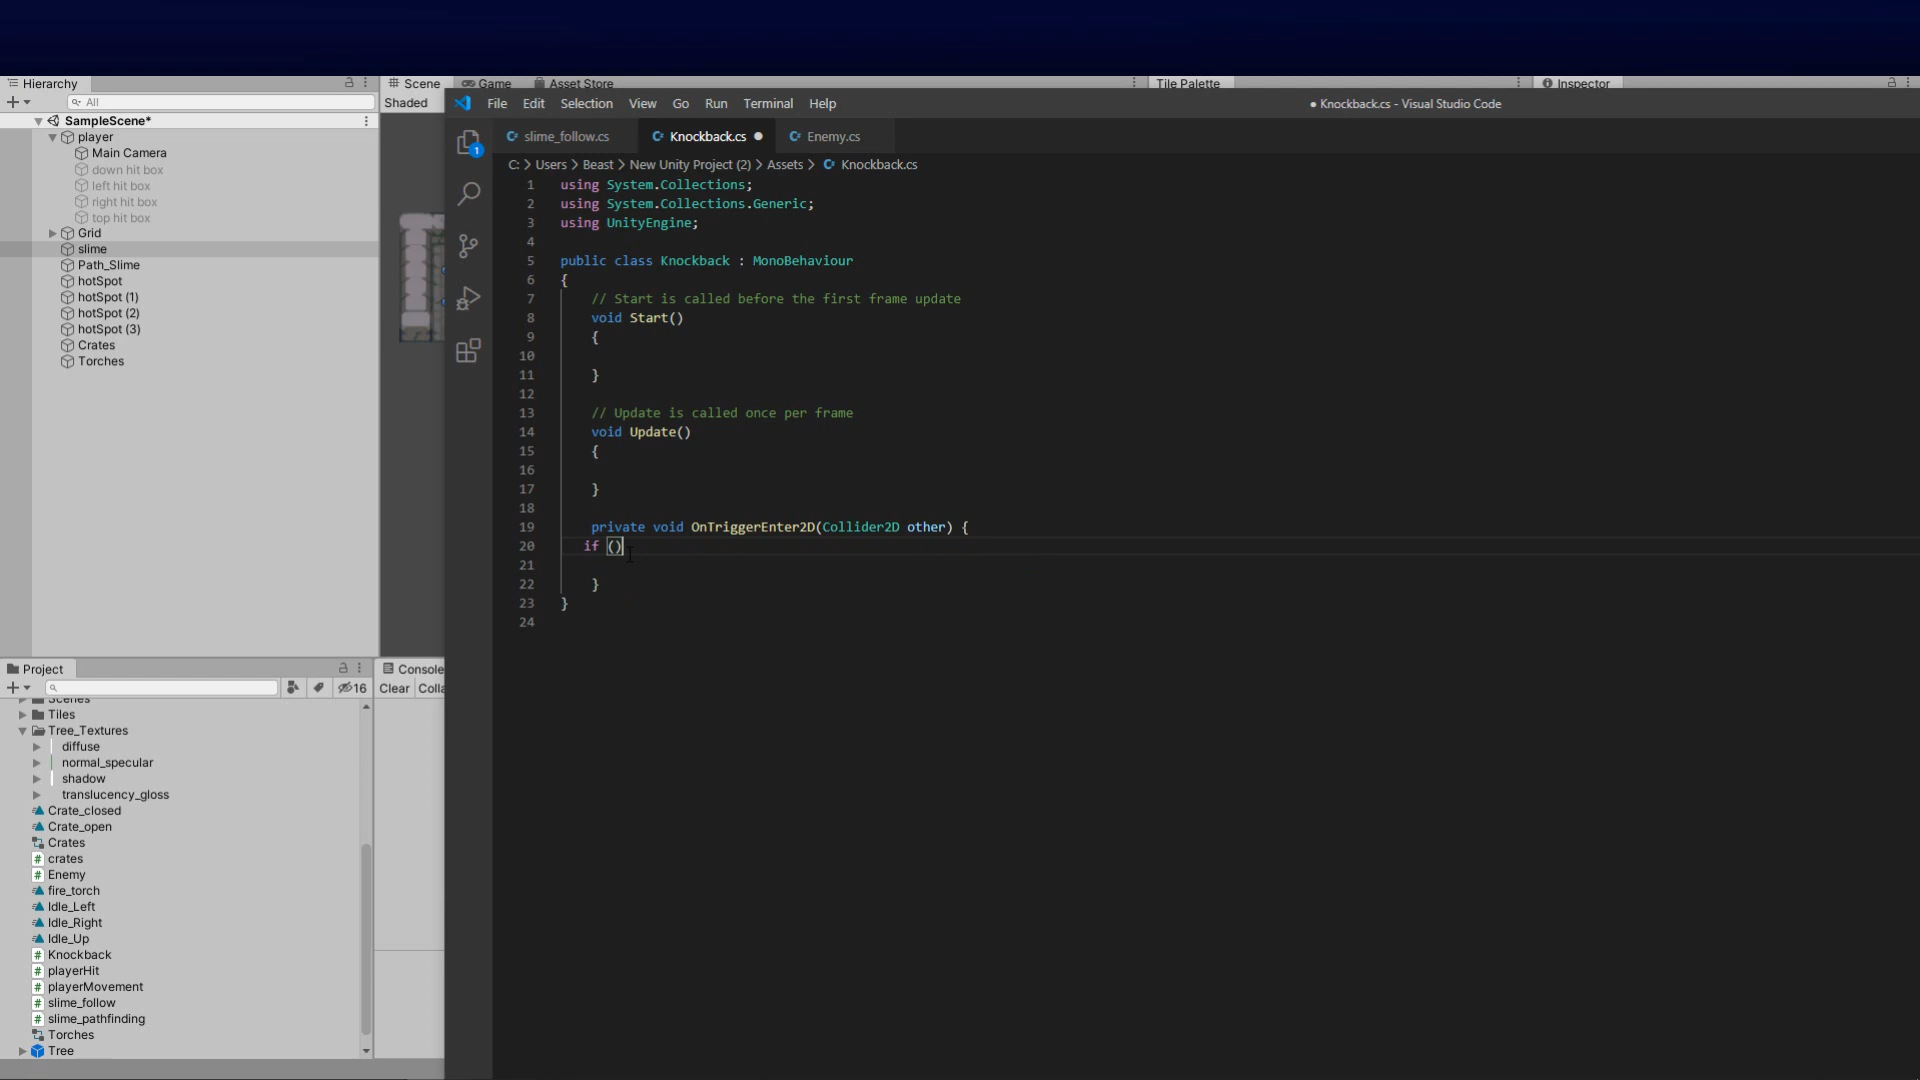 Hierarchy
Scene
Game
Asset Store
Tile Palette
Inspector
All
Shaded
File Edit Selection View Go Run Terminal Help
● Knockback.cs - Visual Studio Code
SampleScene*
player
Main Camera
down hit box
left hit box
right hit box
top hit box
Grid
slime
Path_Slime
hotSpot
hotSpot (1)
hotSpot (2)
hotSpot (3)
Crates
Torches
1
slime_follow.cs
Knockback.cs ●
Enemy.cs
C: > Users > Beast > New Unity Project (2) > Assets > Knockback.cs
1 using System.Collections;
2 using System.Collections.Generic;
3 using UnityEngine;
4
5 public class Knockback : MonoBehaviour
6 {
7 // Start is called before the first frame update
8 void Start()
9 {
10
11 }
12
13 // Update is called once per frame
14 void Update()
15 {
16
17 }
18
19 private void OnTriggerEnter2D(Collider2D other) {
20 if ()
21
22 }
23 }
24
Project
Console
16
Clear
Colla
Scenes
Tiles
Tree_Textures
diffuse
normal_specular
shadow
translucency_gloss
Crate_closed
Crate_open
Crates
crates
Enemy
fire_torch
Idle_Left
Idle_Right
Idle_Up
Knockback
playerHit
playerMovement
slime_follow
slime_pathfinding
Torches
Tree